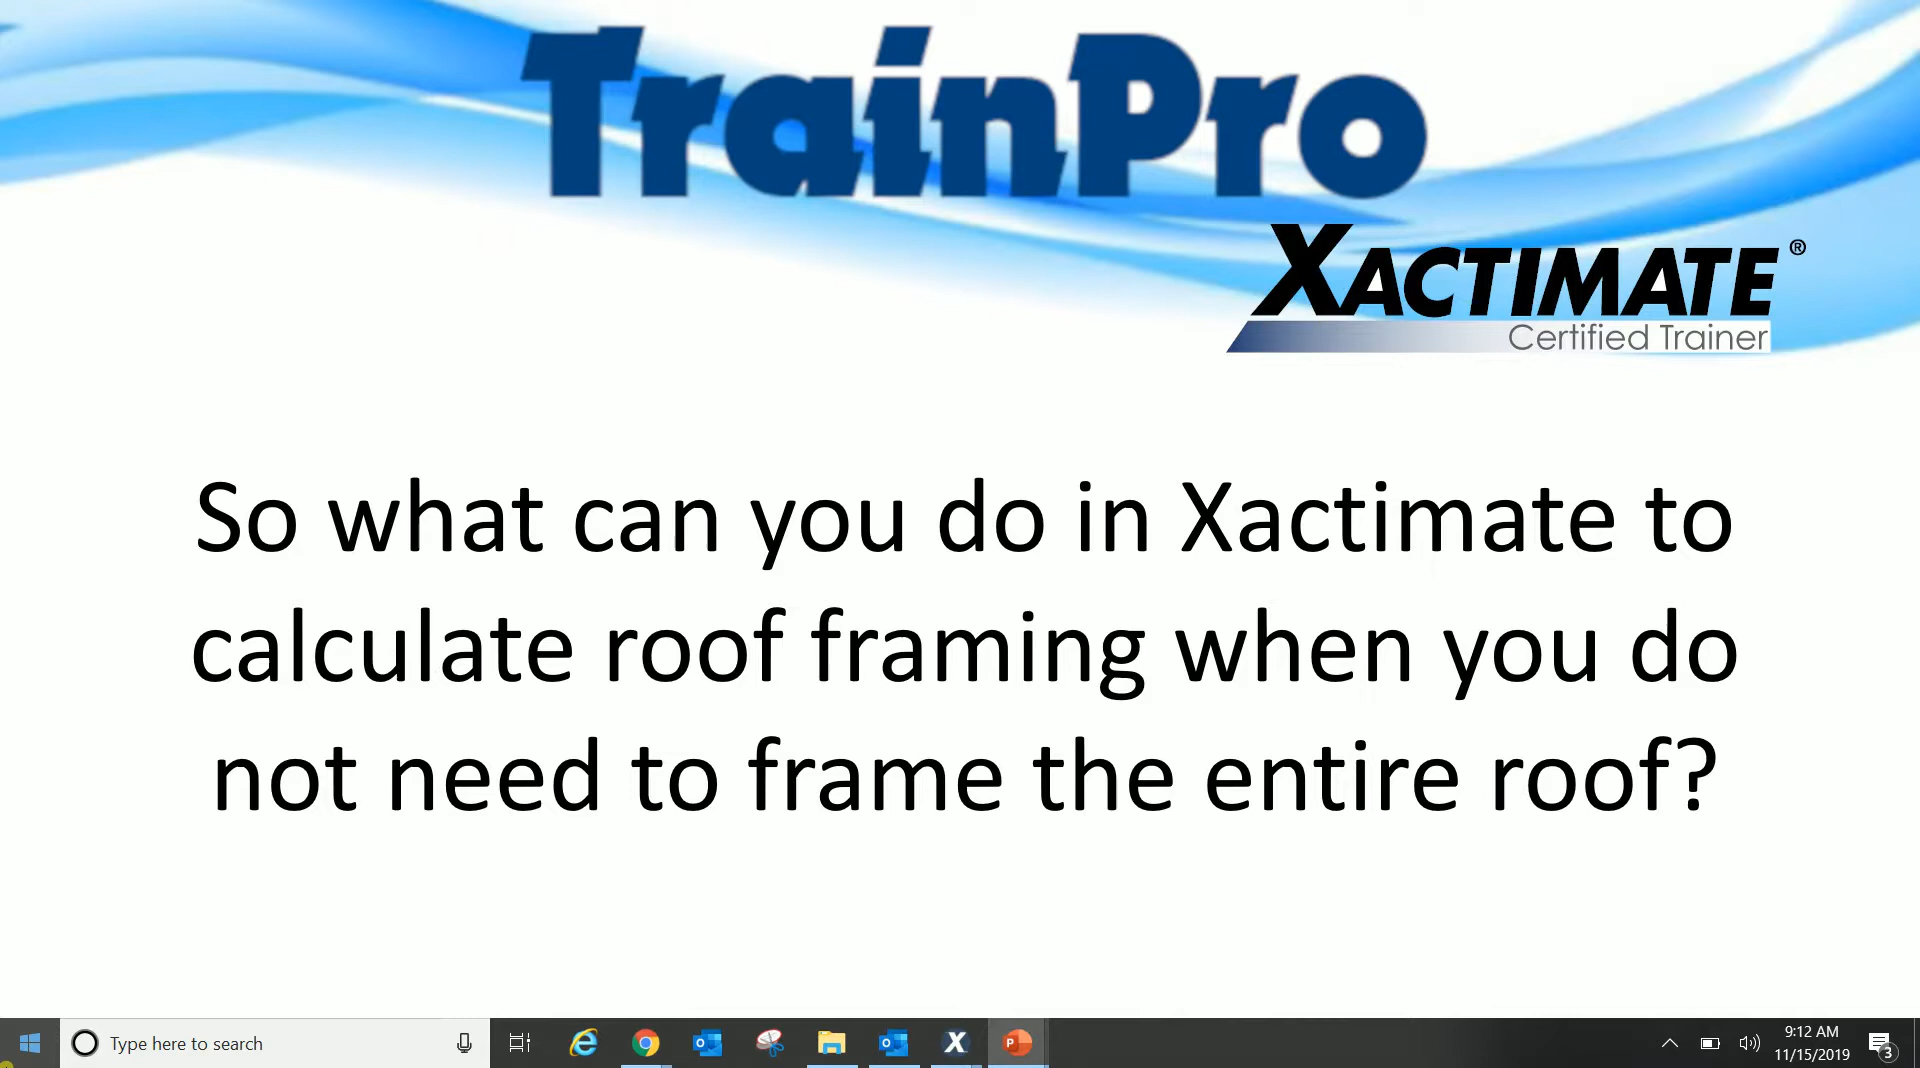 TrainPro
XACTIMATE®
Certified Trainer
So what can you do in Xactimate to
calculate roof framing when you do
not need to frame the entire roof?
Type here to search
9:12 AM
11/15/2019
3